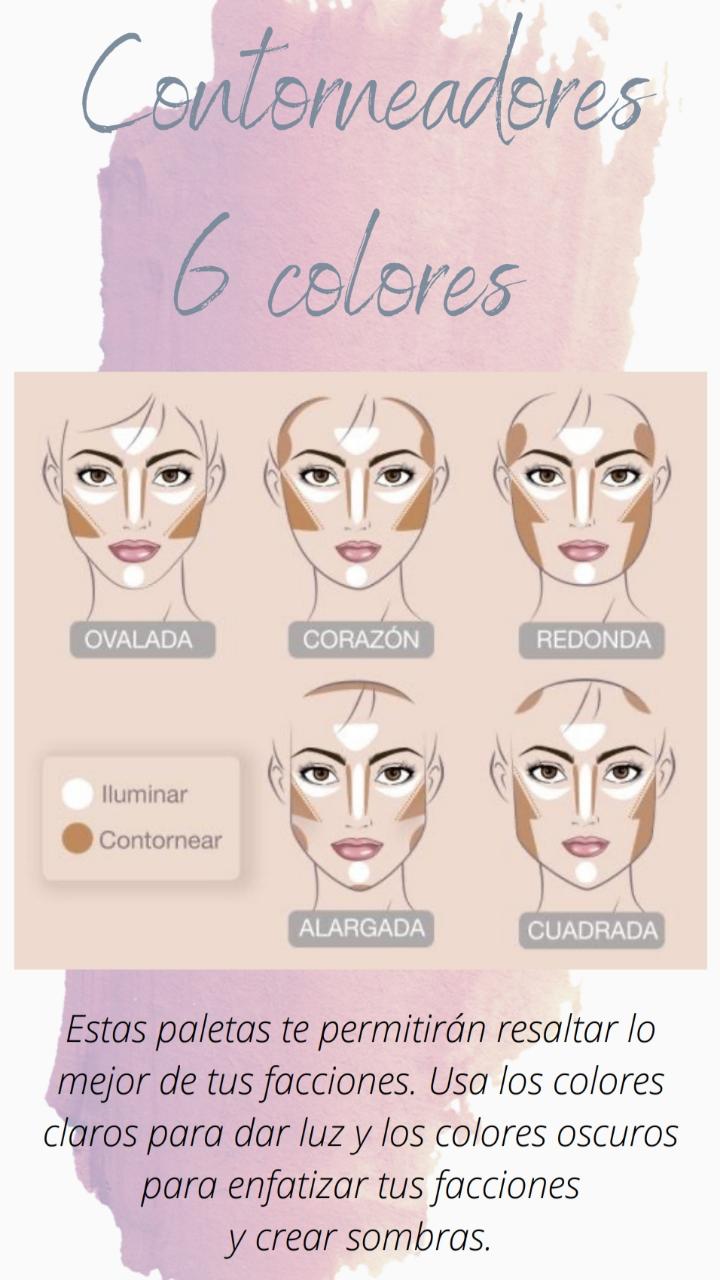 Contorneadores
6 colores
OVALADA
CORAZÓN
REDONDA
Iluminar
Contornear
ALARGADA
CUADRADA
Estas paletas te permitirán resaltar lo
mejor de tus facciones. Usa los colores
claros para dar luz y los colores oscuros
para enfatizar tus facciones
y crear sombras.